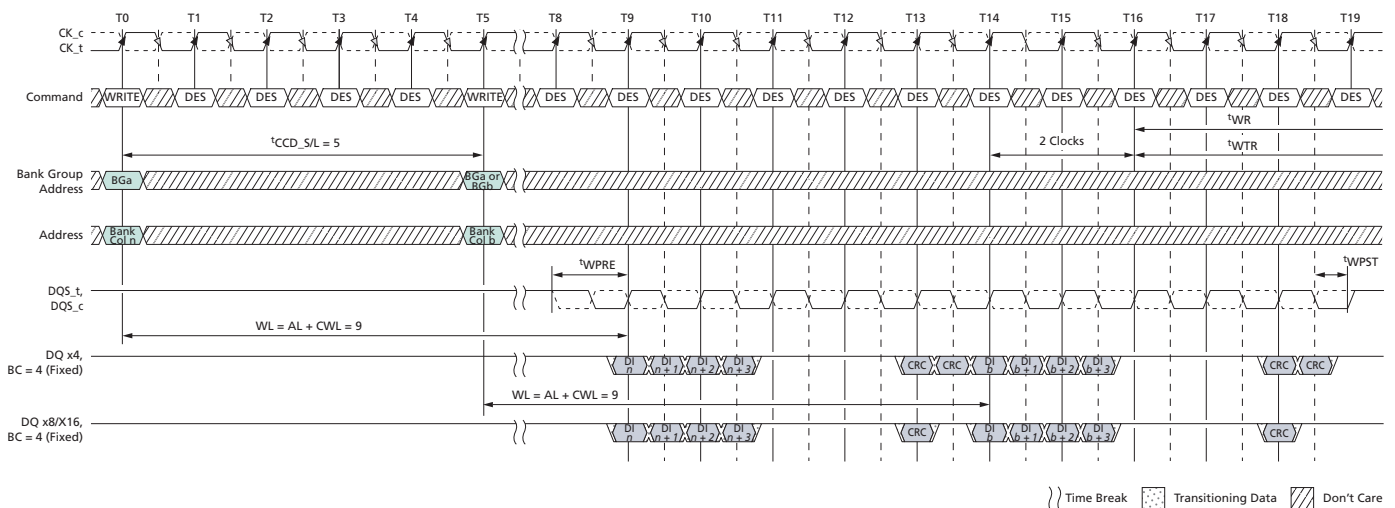 T0 T1 T2 T3 T4 T5 T8 T9 T10 T11 T12 T13 T14 T15 T16 T17 T18 T19
CK_c
CK_t
Command WRITE DES DES DES DES WRITE DES DES DES DES DES DES DES DES DES DES DES DES
tWR
tCCD_S/L = 5 2 Clocks tWTR
Bank Group
Address
BGa
BGa or
BGb
Address
Bank
Col n
Bank
Col b
tWPRE tWPST
DQS_t,
DQS_c
WL = AL + CWL = 9
DQ x4,
BC = 4 (Fixed)
DI
n
DI
n + 1
DI
n + 2
DI
n + 3
CRC CRC
DI
b
DI
b + 1
DI
b + 2
DI
b + 3
CRC CRC
WL = AL + CWL = 9
DQ x8/X16,
BC = 4 (Fixed)
DI
n
DI
n + 1
DI
n + 2
DI
n + 3
CRC
DI
b
DI
b + 1
DI
b + 2
DI
b + 3
CRC
Time Break Transitioning Data Don't Care